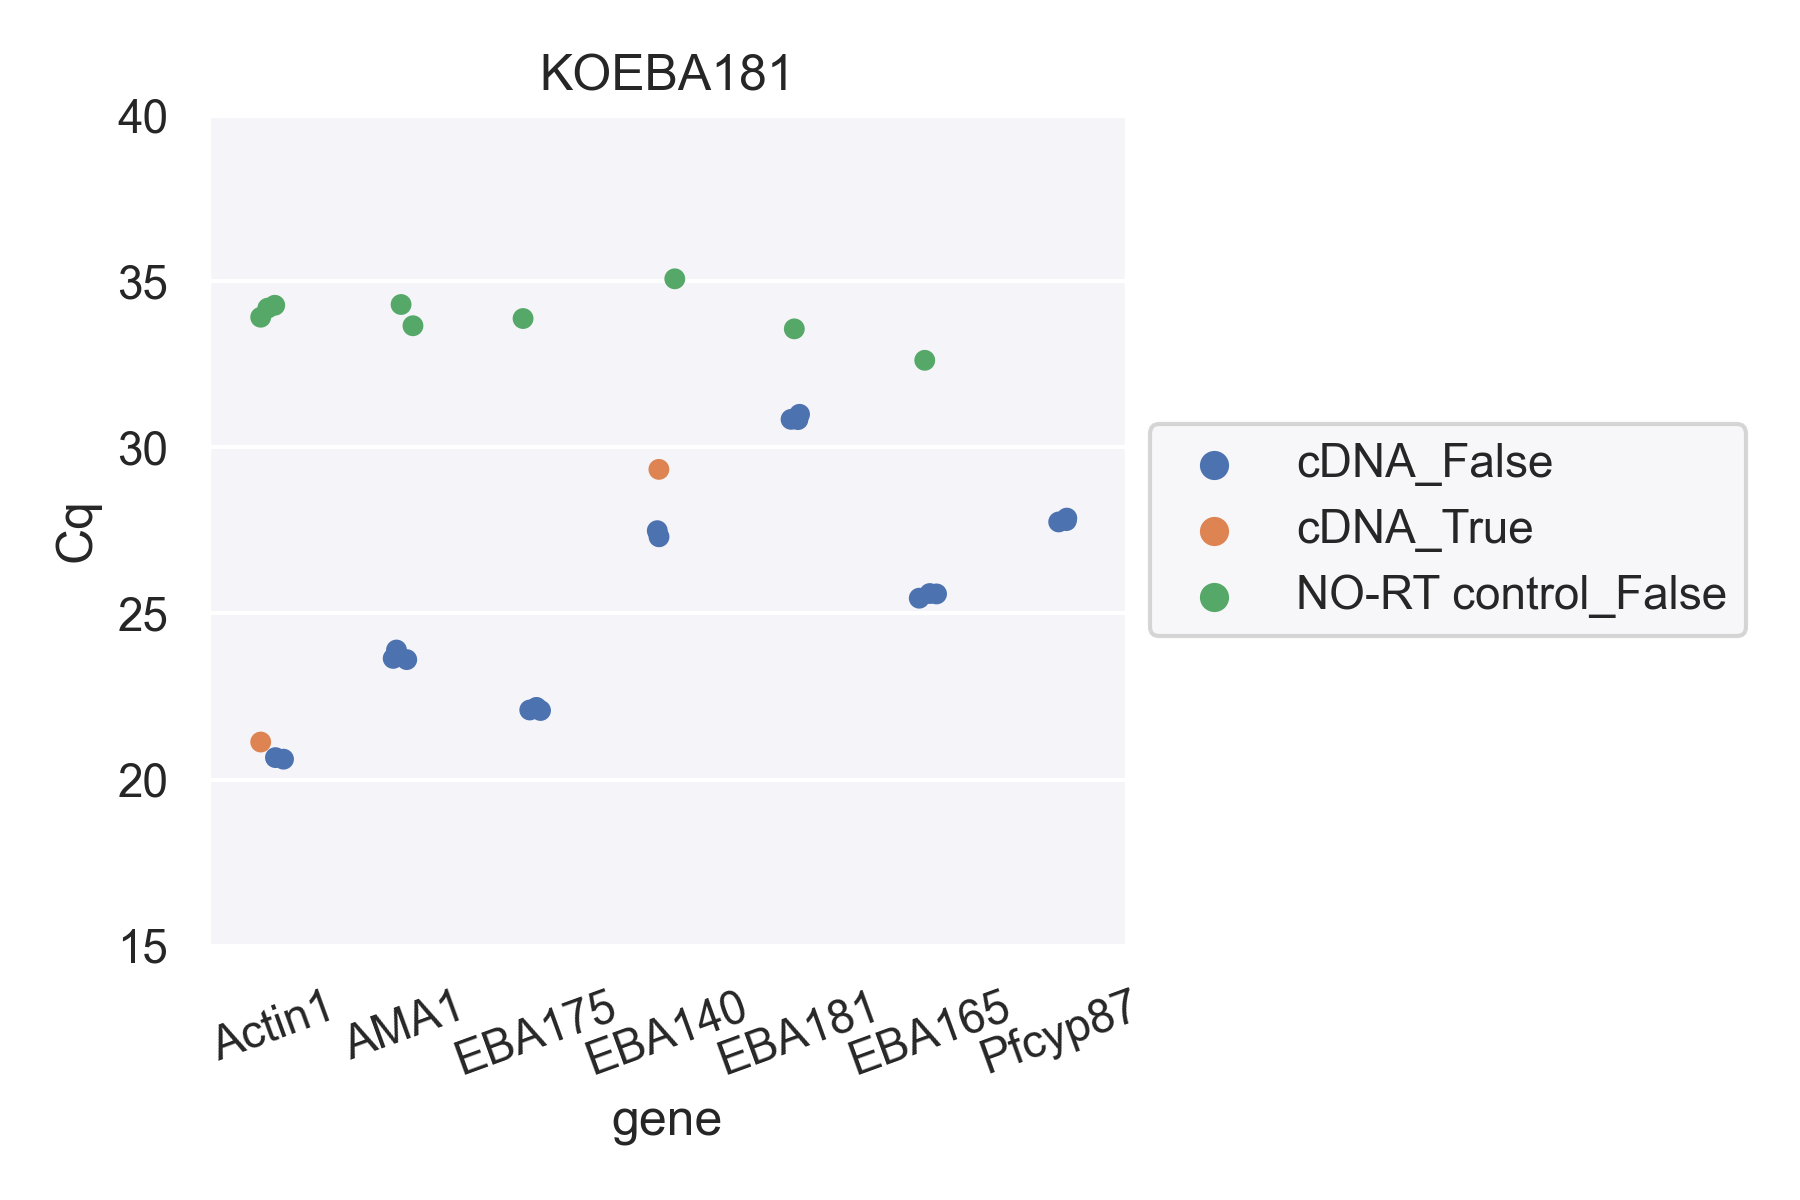 KOEBA181
40
35
30
25
20
15
Cq
Actin1
AMA1
EBA175
EBA140
EBA181
EBA165
Pfcyp87
gene
cDNA_False
cDNA_True
NO-RT control_False